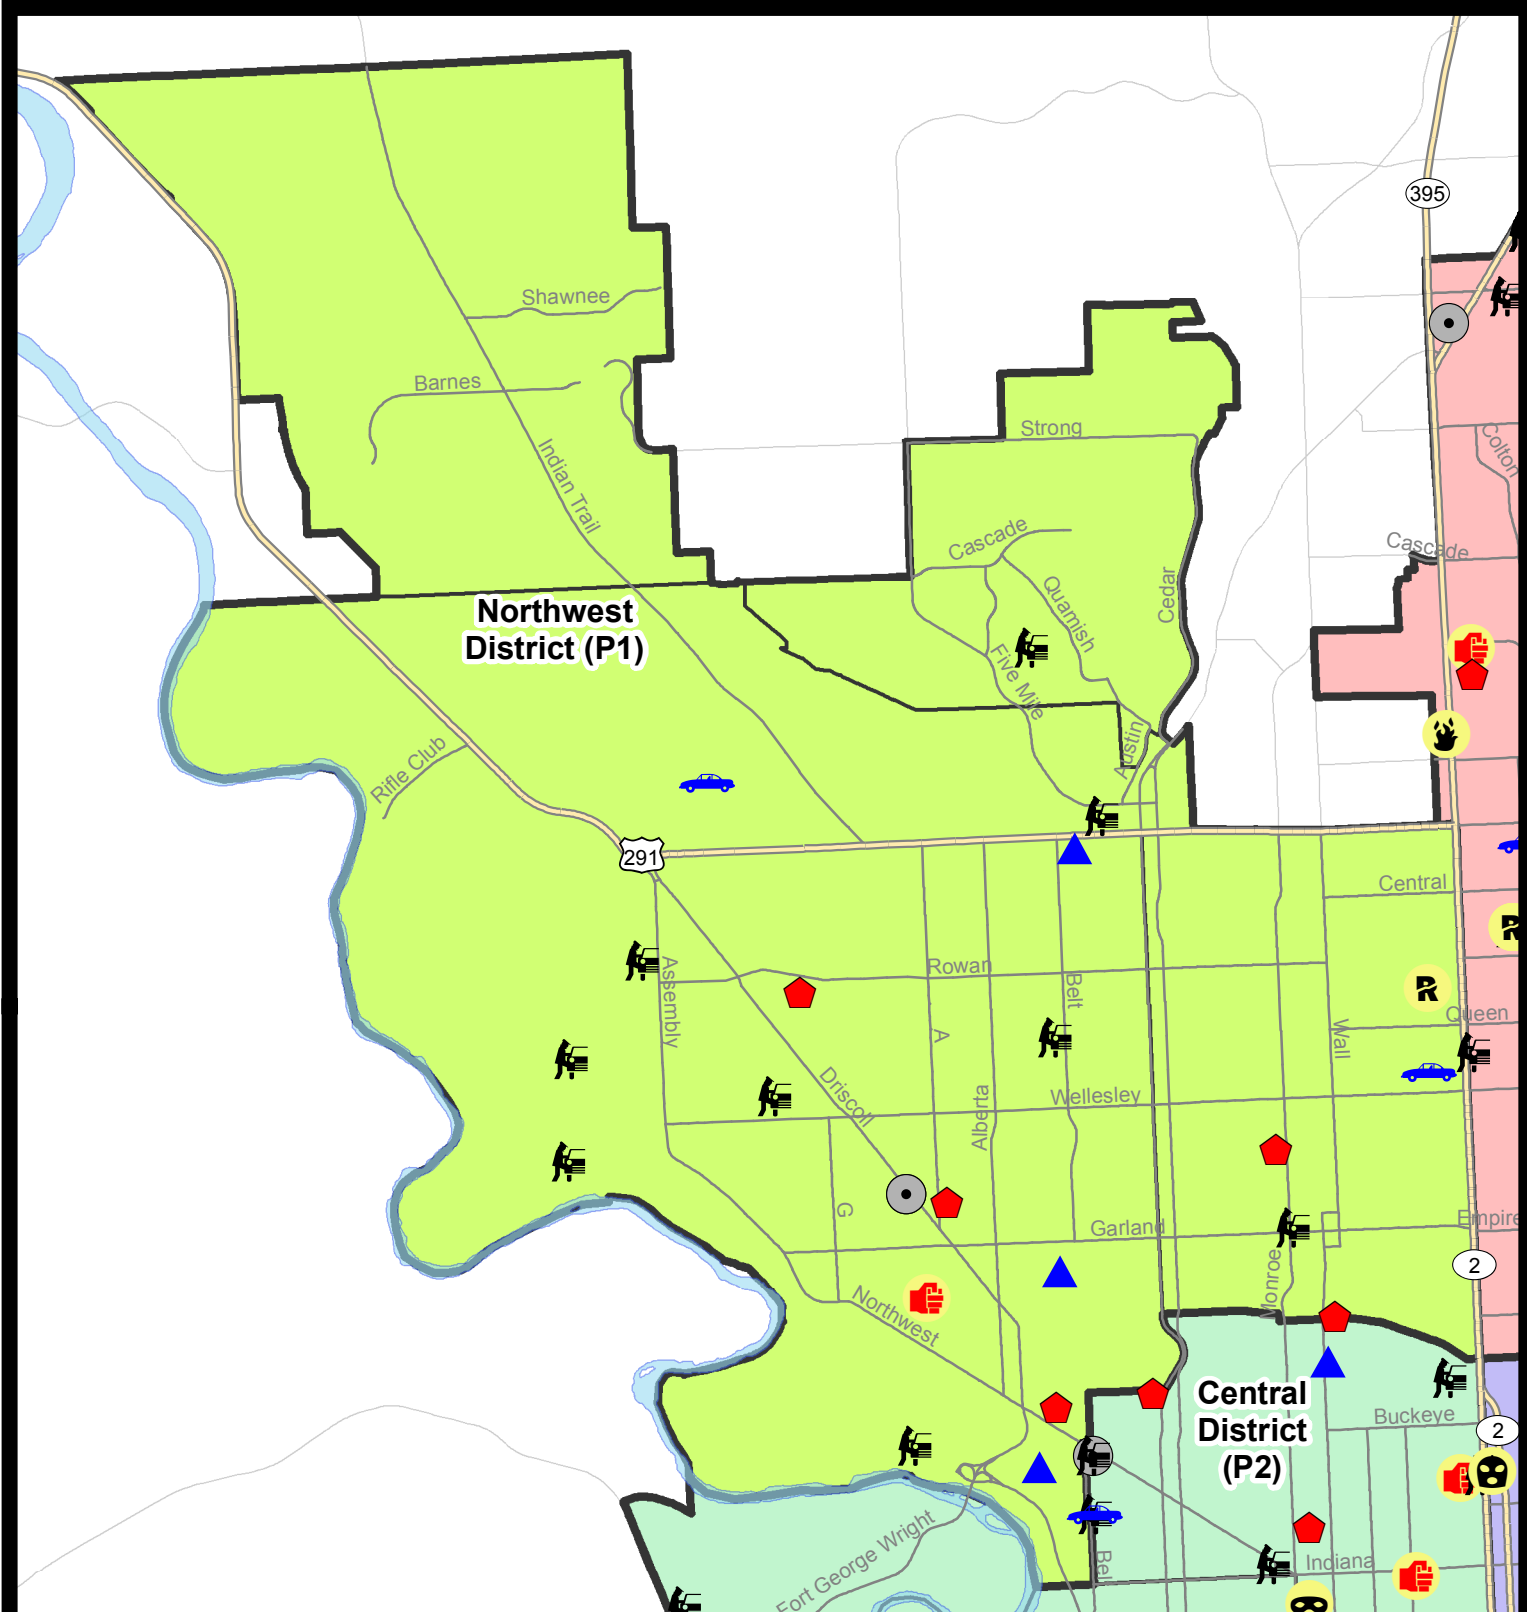 395
Shawnee
Barnes
Strong
Colton
Indian Trail
Cascade
Cascade
Quamish
Cedar
Northwest
District (P1)
Five Mile
Austin
Rifle Club
291
Central
Rowan
Assembly
Belt
A
Wall
Queen
Driscoll
Wellesley
Alberta
G
Garland
Empire
2
Monroe
Northwest
Central
District
(P2)
Buckeye
2
Fort George Wright
Bel
Indiana
R
R